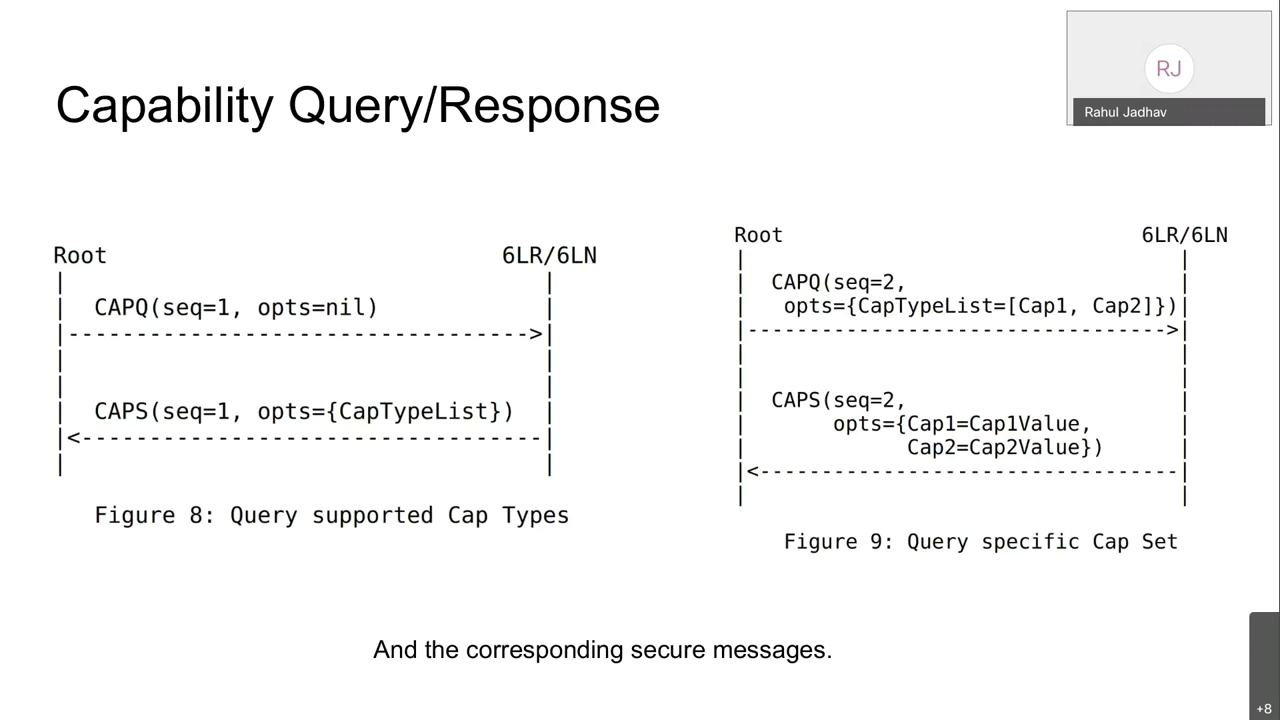 Capability Query/Response
RJ
Rahul Jadhav
Root 6LR/6LN
CAPQ(seq=1, opts=nil)
CAPS(seq=1, opts={CapTypeList})
Figure 8: Query supported Cap Types
Root 6LR/6LN
CAPQ(seq=2,
opts={CapTypeList=[Cap1, Cap2]})
CAPS(seq=2,
opts={Cap1=Cap1Value,
Cap2=Cap2Value})
Figure 9: Query specific Cap Set
And the corresponding secure messages.
+8